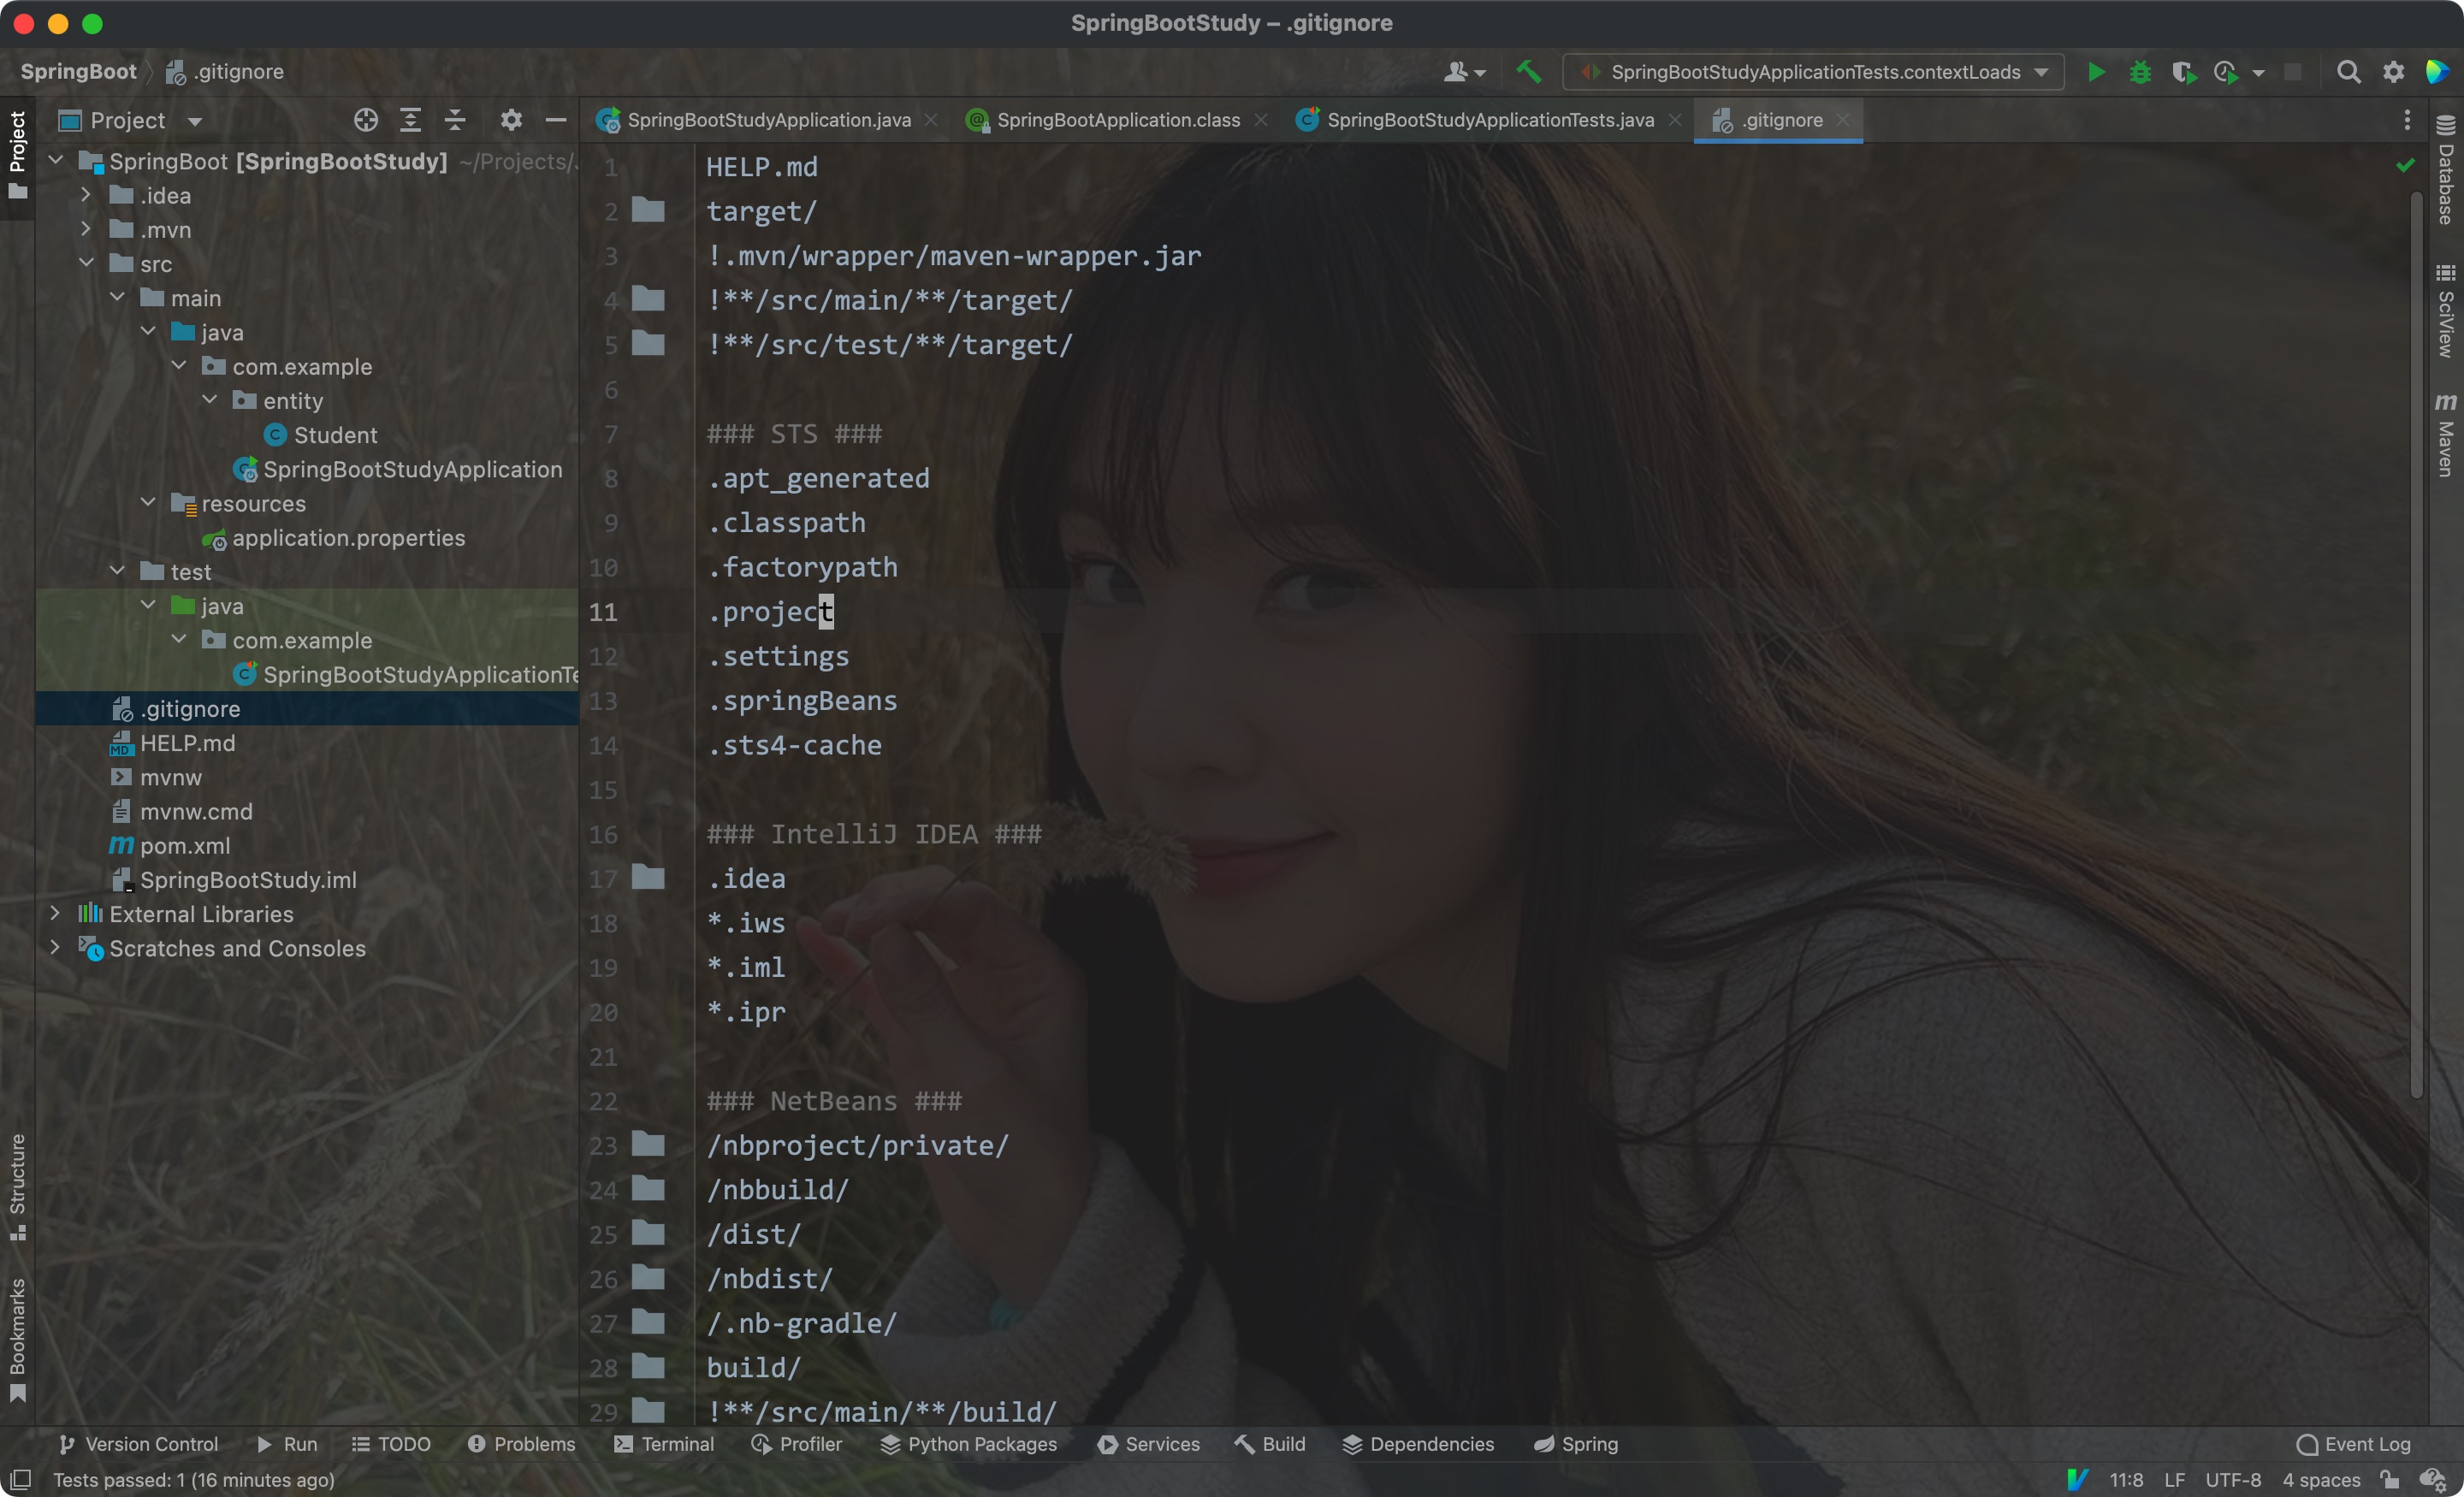 SpringBootStudy – .gitignore
SpringBoot
.gitignore
SpringBootStudyApplicationTests.contextLoads
Project
Project
SpringBootStudyApplication.java
SpringBootApplication.class
SpringBootStudyApplicationTests.java
.gitignore
SpringBoot [SpringBootStudy] ~/Projects/
.idea
.mvn
src
main
java
com.example
entity
Student
SpringBootStudyApplication
resources
application.properties
test
java
com.example
SpringBootStudyApplicationTe
.gitignore
HELP.md
mvnw
mvnw.cmd
pom.xml
SpringBootStudy.iml
External Libraries
Scratches and Consoles
Structure
Bookmarks
1 HELP.md
2 target/
3 !.mvn/wrapper/maven-wrapper.jar
4 !**/src/main/**/target/
5 !**/src/test/**/target/
6
7 ### STS ###
8 .apt_generated
9 .classpath
10 .factorypath
11 .project
12 .settings
13 .springBeans
14 .sts4-cache
15
16 ### IntelliJ IDEA ###
17 .idea
18 *.iws
19 *.iml
20 *.ipr
21
22 ### NetBeans ###
23 /nbproject/private/
24 /nbbuild/
25 /dist/
26 /nbdist/
27 /.nb-gradle/
28 build/
29 !**/src/main/**/build/
Database
SciView
Maven
Version Control
Run
TODO
Problems
Terminal
Profiler
Python Packages
Services
Build
Dependencies
Spring
Event Log
Tests passed: 1 (16 minutes ago)
11:8
LF
UTF-8
4 spaces